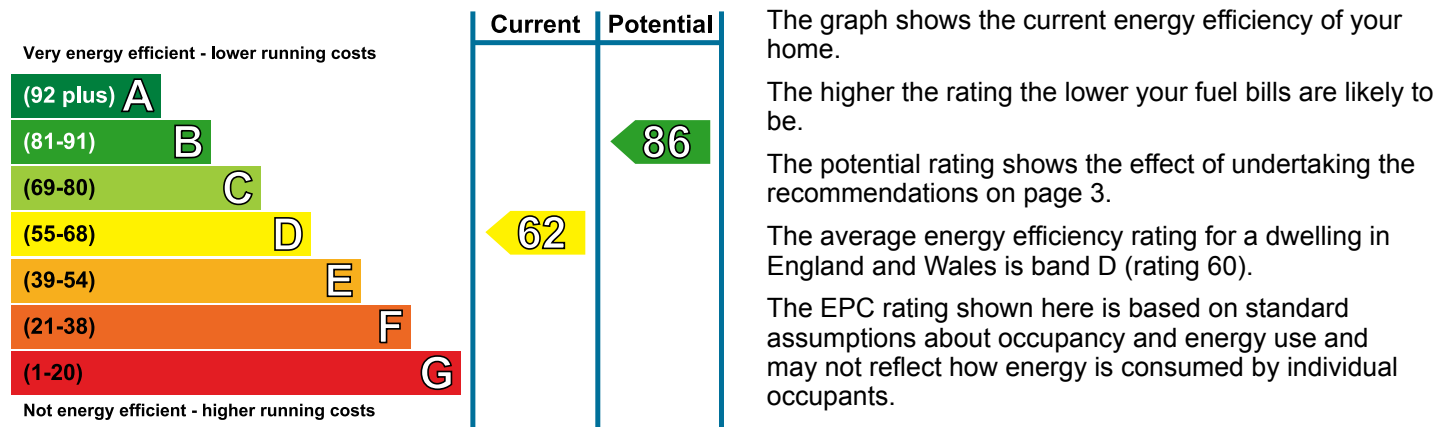 Current Potential
Very energy efficient - lower running costs
(92 plus) A
(81-91) B
86
(69-80) C
(55-68) D
62
(39-54) E
(21-38) F
(1-20) G
Not energy efficient - higher running costs
The graph shows the current energy efficiency of your
home.
The higher the rating the lower your fuel bills are likely to
be.
The potential rating shows the effect of undertaking the
recommendations on page 3.
The average energy efficiency rating for a dwelling in
England and Wales is band D (rating 60).
The EPC rating shown here is based on standard
assumptions about occupancy and energy use and
may not reflect how energy is consumed by individual
occupants.